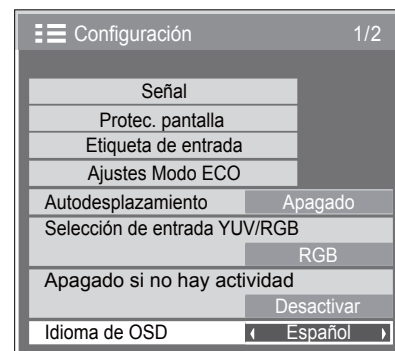 Configuración 1/2
Señal
Protec. pantalla
Etiqueta de entrada
Ajustes Modo ECO
Autodesplazamiento Apagado
Selección de entrada YUV/RGB
RGB
Apagado si no hay actividad
Desactivar
Idioma de OSD Español